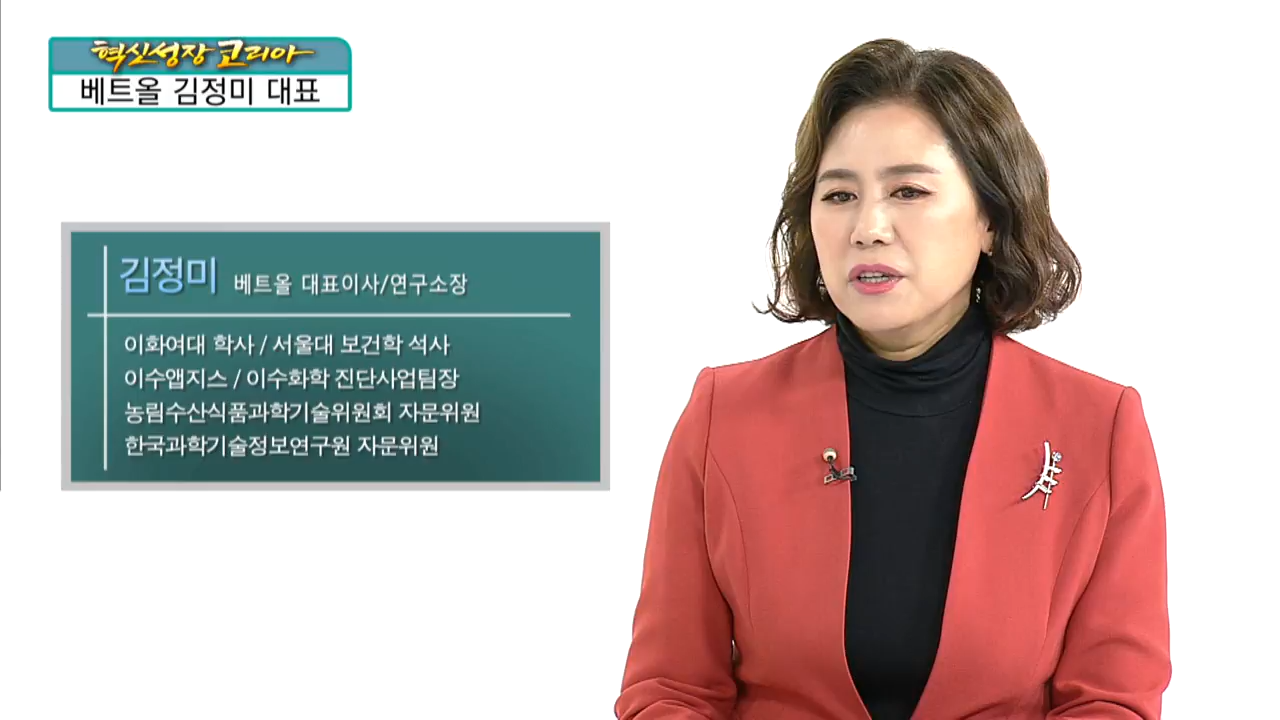 혁신성장 코리아
베트올 김정미 대표
김정미 베트올 대표이사/연구소장
이화여대 학사 / 서울대 보건학 석사
이수앱지스 / 이수화학 진단사업팀장
농림수산식품과학기술위원회 자문위원
한국과학기술정보연구원 자문위원